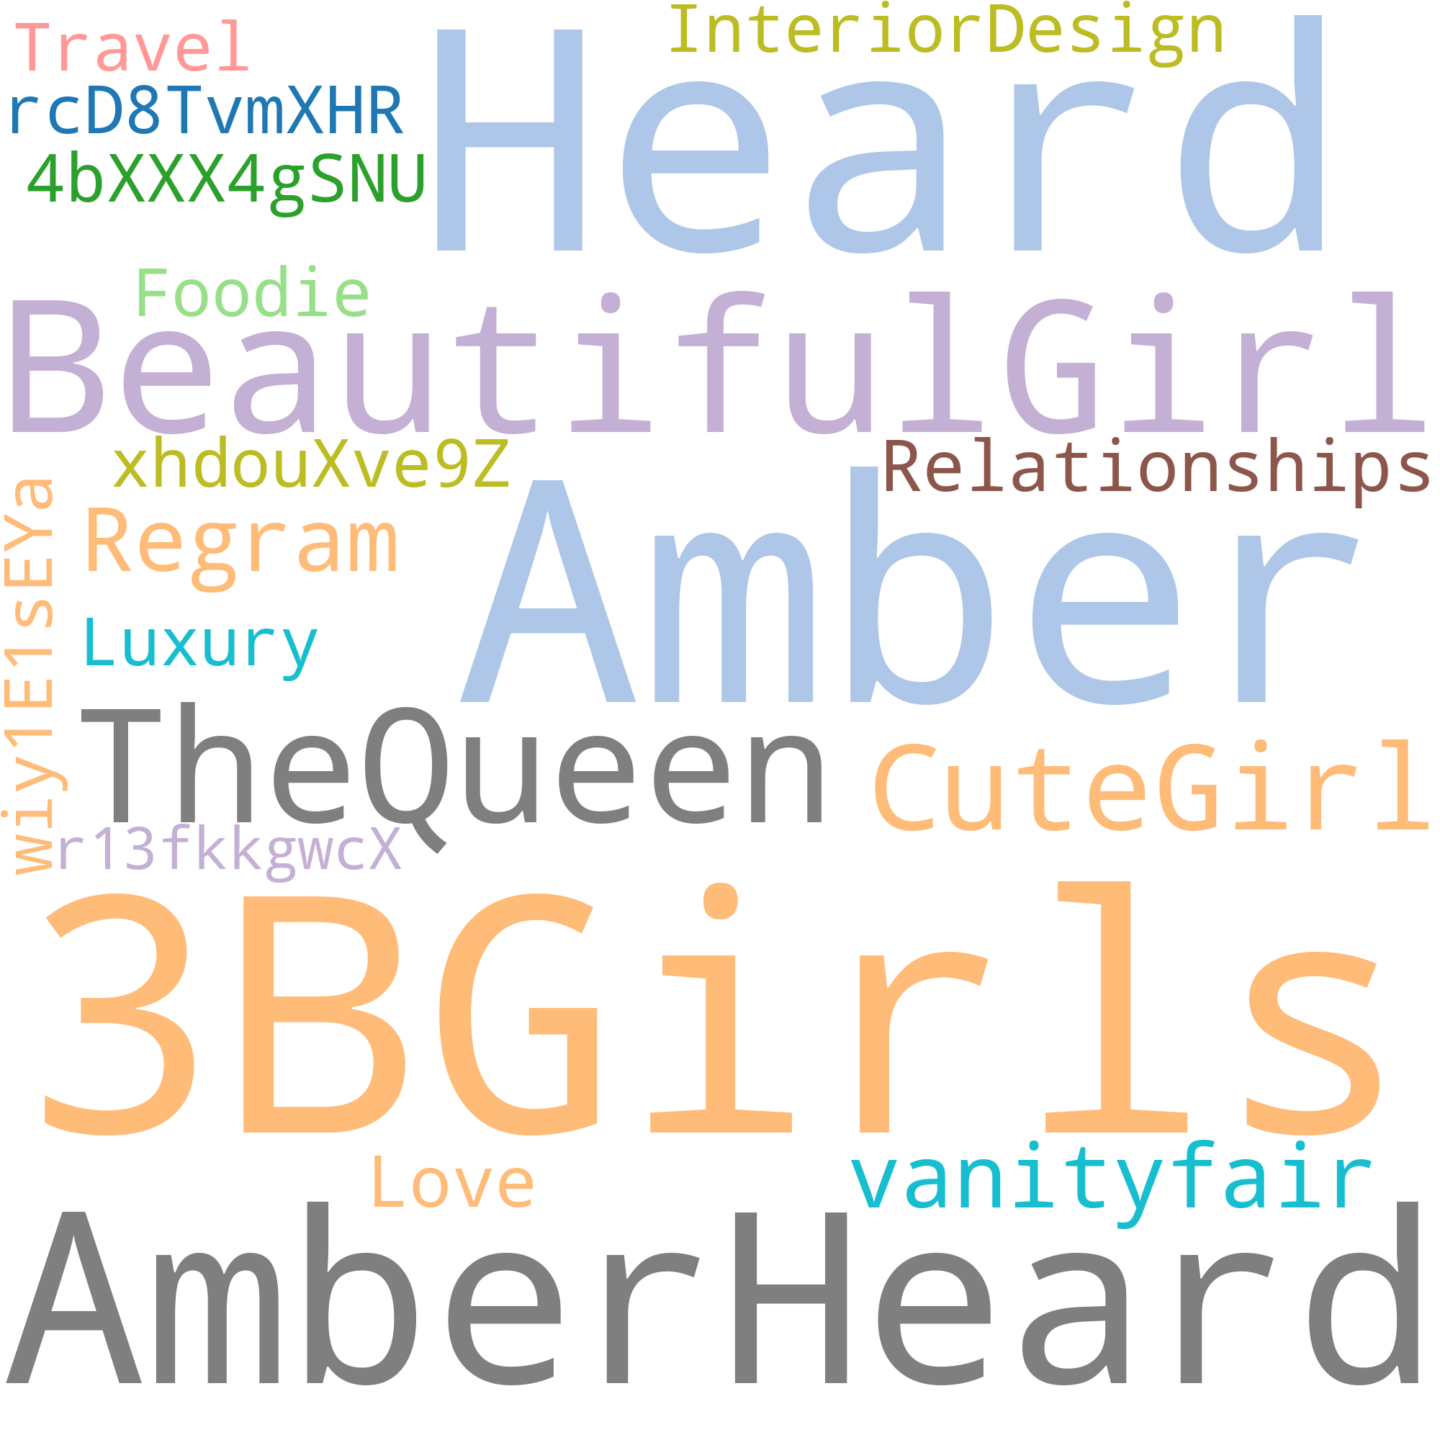 InteriorDesign
Travel
Heard
rcD8TvmXHR
4bXXX4gSNU
Foodie
BeautifulGirl
xhdouXve9Z
Relationships
wiy1E1sEYa
Regram
Amber
Luxury
TheQueen
CuteGirl
r13fkkgwcX
3BGirls
Love
vanityfair
AmberHeard